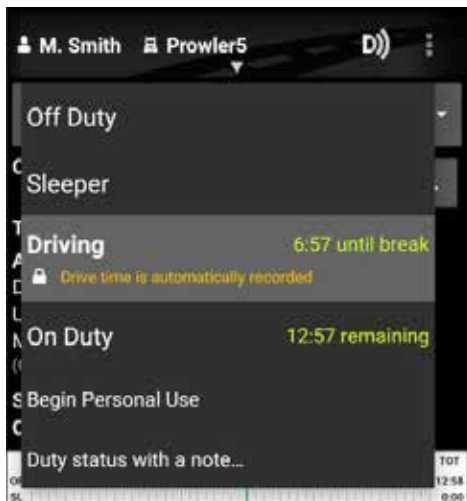 M. Smith Prowler5 D))
Off Duty
Sleeper
Driving 6:57 until break
Drive time is automatically recorded
On Duty 12:57 remaining
Begin Personal Use
Duty status with a note...
TOT
12:58
0:00